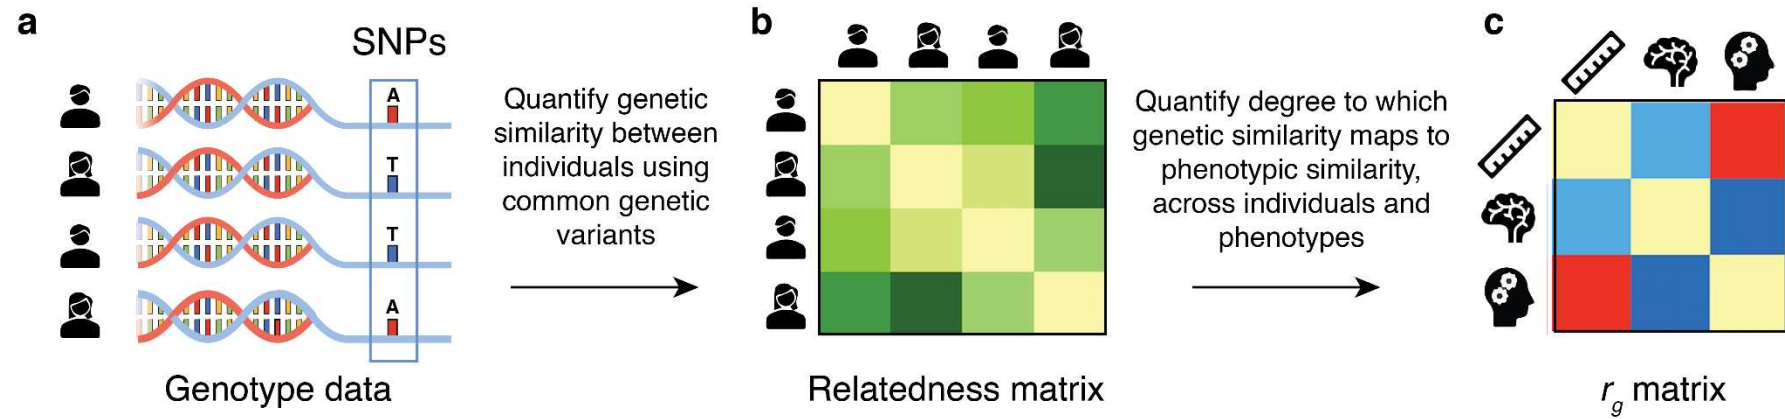 a
SNPs
A
T
T
A
Genotype data
Quantify genetic
similarity between
individuals using
common genetic
variants
b
Relatedness matrix
Quantify degree to which
genetic similarity maps to
phenotypic similarity,
across individuals and
phenotypes
c
rg matrix